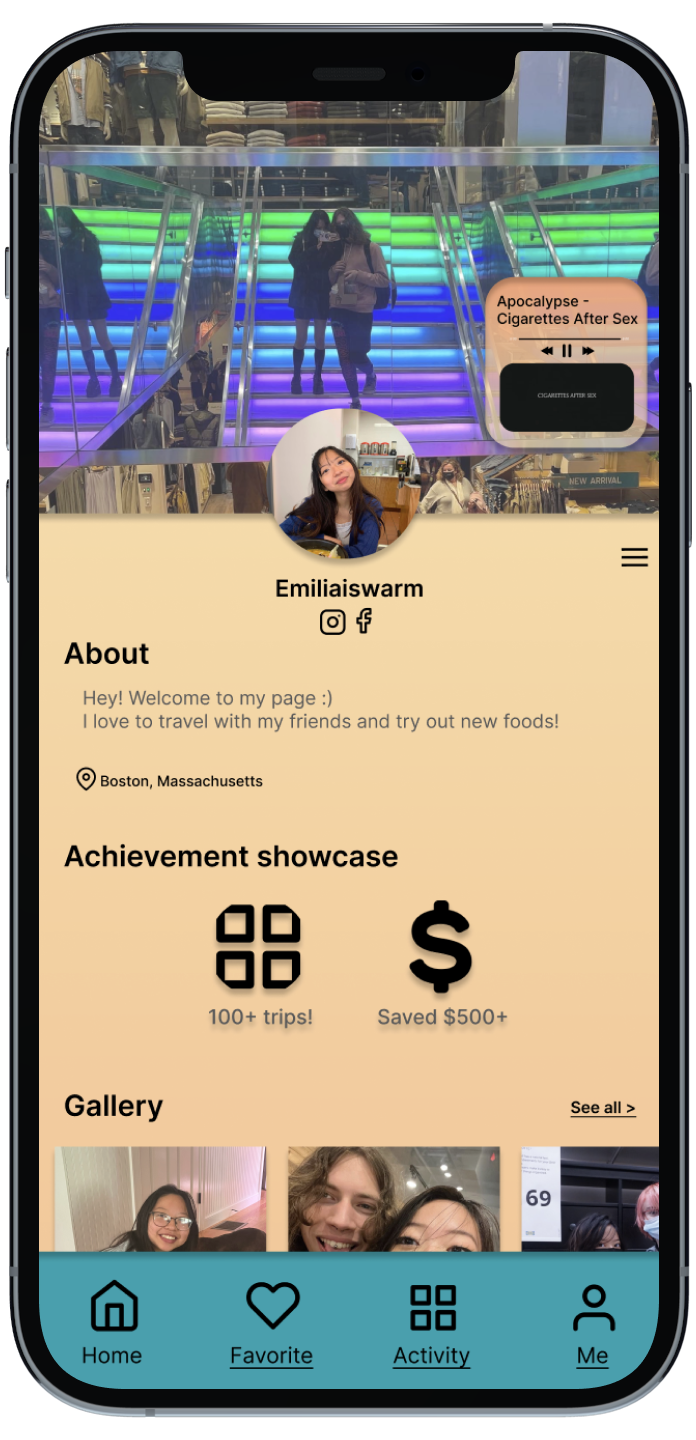 Apocalypse -
Cigarettes After Sex
CIGARETTES AFTER SEX
NEW ARRIVAL
Emiliaiswarm
About
Hey! Welcome to my page :)
I love to travel with my friends and try out new foods!
Boston, Massachusetts
Achievement showcase
100+ trips!
Saved $500+
Gallery
See all >
69
Home
Favorite
Activity
Me